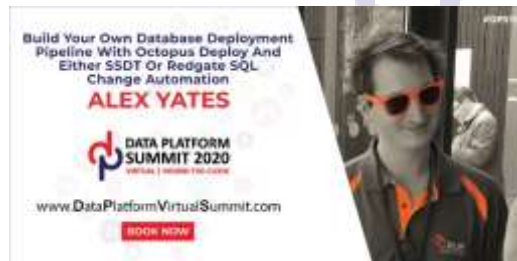 Build Your Own Database Deployment
Pipeline With Octopus Deploy And
Either SSDT Or Redgate SQL
Change Automation
ALEX YATES
DATA PLATFORM
SUMMIT 2020
VIRTUAL | ROUND THE CLOCK
www.DataPlatformVirtualSummit.com
BOOK NOW